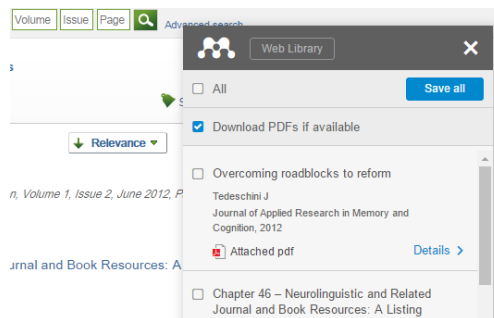 Volume Issue Page Advanced search
Web Library
All
Save all
Relevance
Download PDFs if available
Overcoming roadblocks to reform
Tedeschini J
n, Volume 1, Issue 2, June 2012, P
Journal of Applied Research in Memory and
Cognition, 2012
Attached pdf
Details
urnal and Book Resources: A
Chapter 46 – Neurolinguistic and Related
Journal and Book Resources: A Listing